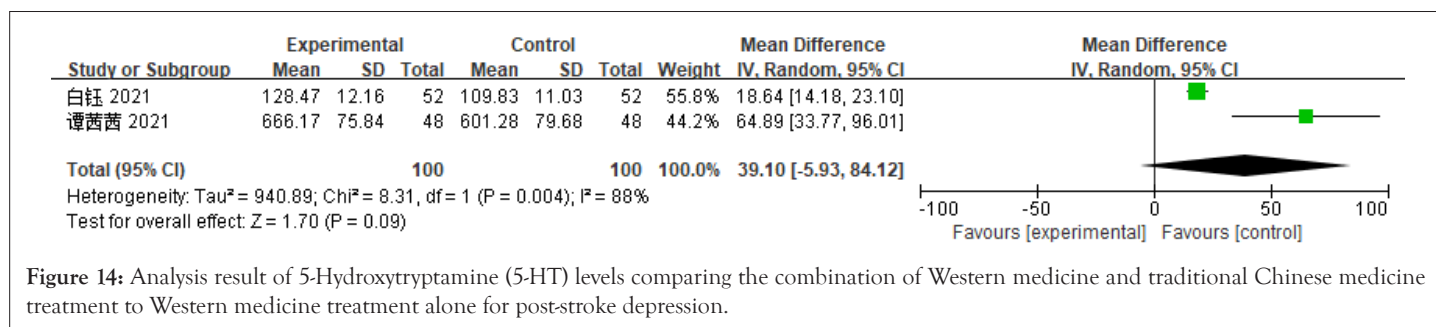 Experimental Control Mean Difference Mean Difference
Study or Subgroup Mean SD Total Mean SD Total Weight IV, Random, 95% CI IV, Random, 95% CI
白钰 2021 128.47 12.16 52 109.83 11.03 52 55.8% 18.64 [14.18, 23.10]
谭茜茜 2021 666.17 75.84 48 601.28 79.68 48 44.2% 64.89 [33.77, 96.01]
Total (95% CI) 100 100 100.0% 39.10 [-5.93, 84.12]
Heterogeneity: Tau² = 940.89; Chi² = 8.31, df = 1 (P = 0.004); I² = 88%
Test for overall effect: Z = 1.70 (P = 0.09)
-100 -50 0 50 100
Favours [experimental] Favours [control]
Figure 14: Analysis result of 5-Hydroxytryptamine (5-HT) levels comparing the combination of Western medicine and traditional Chinese medicine
treatment to Western medicine treatment alone for post-stroke depression.